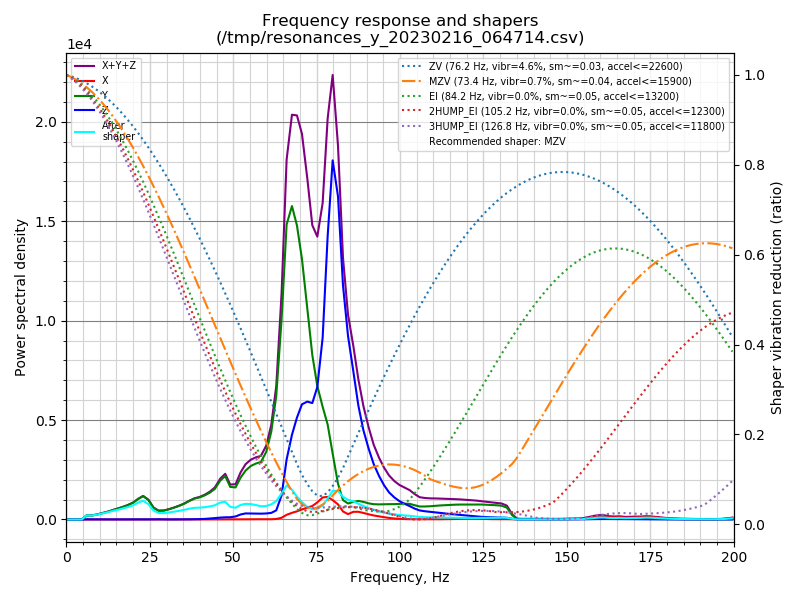 Frequency response and shapers
(/tmp/resonances_y_20230216_064714.csv)
1e4
X+Y+Z
X
Y
Z
After
shaper
ZV (76.2 Hz, vibr=4.6%, sm~=0.03, accel<=22600)
MZV (73.4 Hz, vibr=0.7%, sm~=0.04, accel<=15900)
EI (84.2 Hz, vibr=0.0%, sm~=0.05, accel<=13200)
2HUMP_EI (105.2 Hz, vibr=0.0%, sm~=0.05, accel<=12300)
3HUMP_EI (126.8 Hz, vibr=0.0%, sm~=0.05, accel<=11800)
Recommended shaper: MZV
Power spectral density
2.0
1.5
1.0
0.5
0.0
1.0
0.8
0.6
0.4
0.2
0.0
Shaper vibration reduction (ratio)
0 25 50 75 100 125 150 175 200
Frequency, Hz